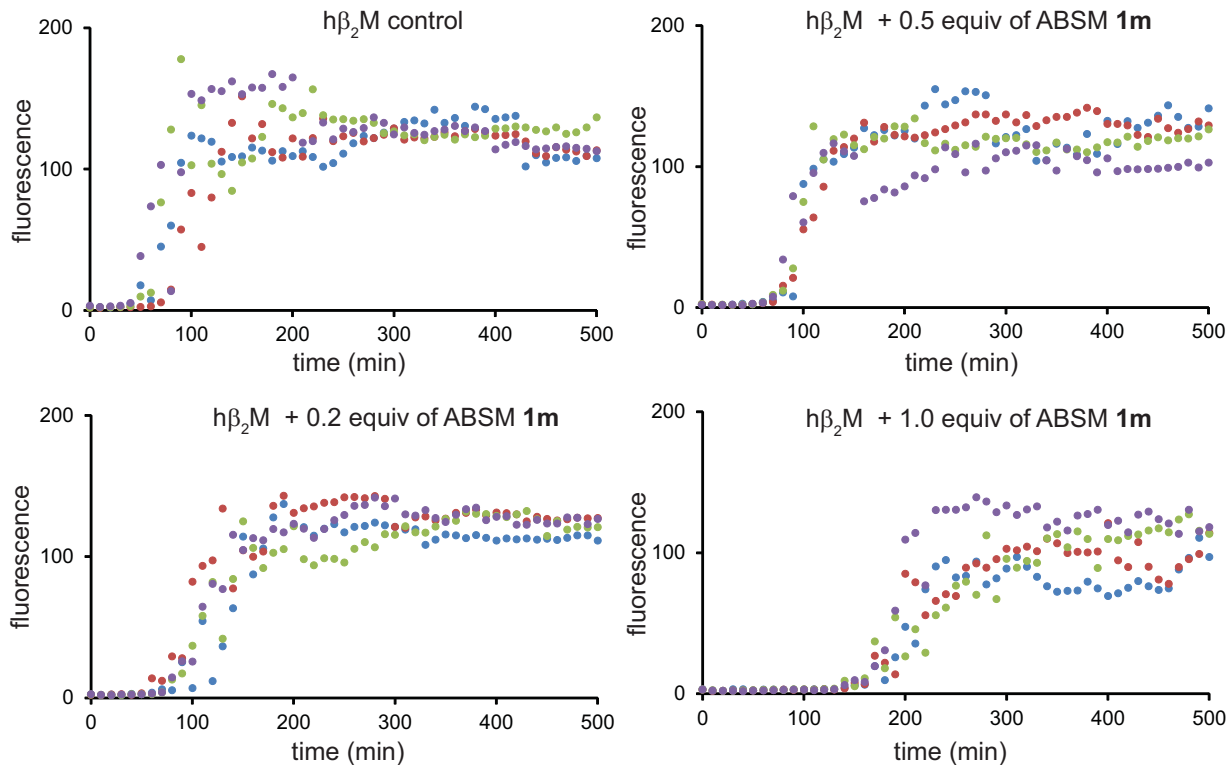 hβ₂M control
200
100
0
fluorescence
0 100 200 300 400 500
time (min)
hβ₂M + 0.5 equiv of ABSM 1m
200
100
0
fluorescence
0 100 200 300 400 500
time (min)
hβ₂M + 0.2 equiv of ABSM 1m
200
100
0
fluorescence
0 100 200 300 400 500
time (min)
hβ₂M + 1.0 equiv of ABSM 1m
200
100
0
fluorescence
0 100 200 300 400 500
time (min)